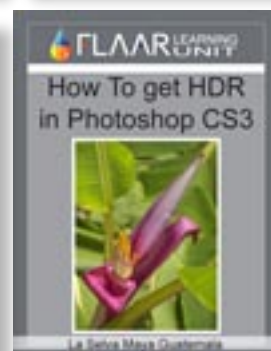 FLAAR LEARNING UNIT
How To get HDR
in Photoshop CS3
La Selva Maya Guatemala